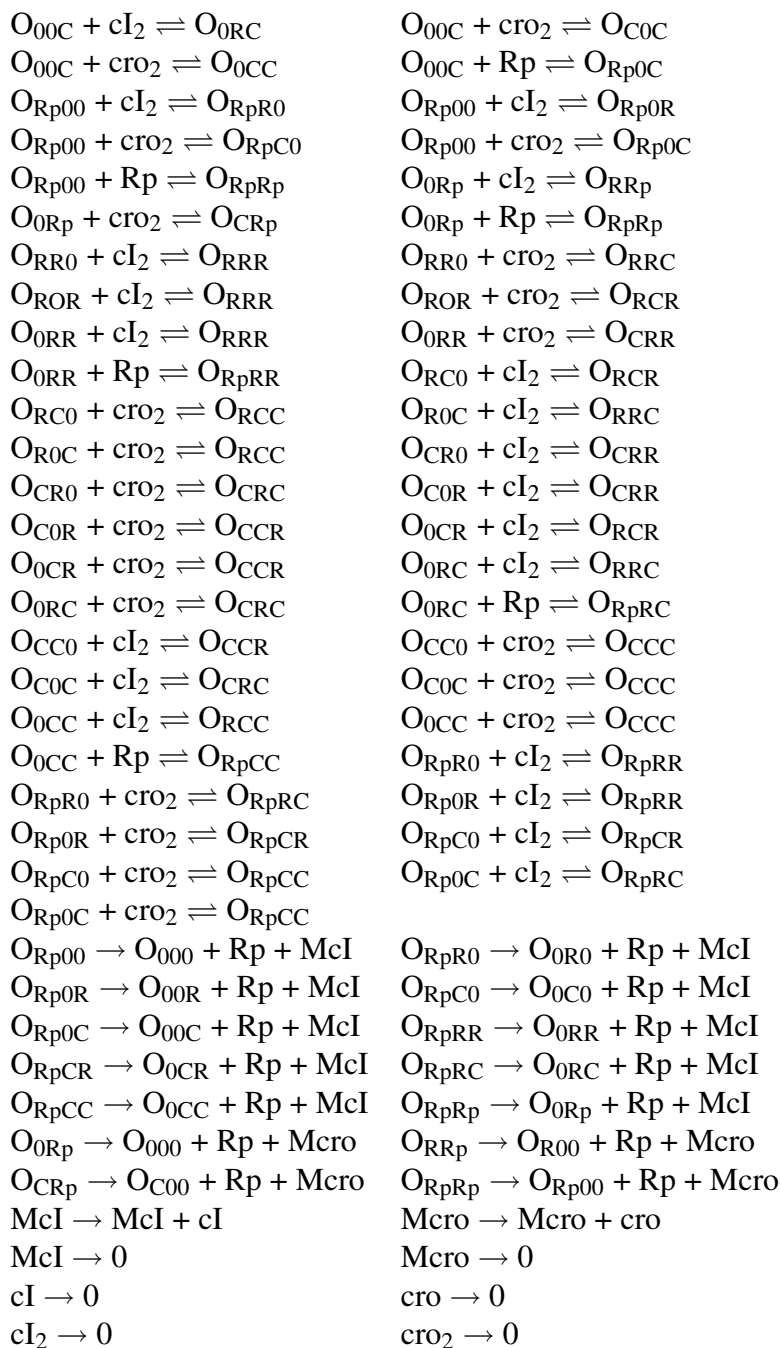 O₀₀C + cI₂ ⇌ O₀RC O₀₀C + cro₂ ⇌ OC₀C
O₀₀C + cro₂ ⇌ O₀CC O₀₀C + Rp ⇌ ORp₀C
ORp₀₀ + cI₂ ⇌ ORpR₀ ORp₀₀ + cI₂ ⇌ ORp₀R
ORp₀₀ + cro₂ ⇌ ORpC₀ ORp₀₀ + cro₂ ⇌ ORp₀C
ORp₀₀ + Rp ⇌ ORpRp O₀Rp + cI₂ ⇌ ORRp
O₀Rp + cro₂ ⇌ OCRp O₀Rp + Rp ⇌ ORpRp
ORR₀ + cI₂ ⇌ ORRR ORR₀ + cro₂ ⇌ ORRC
OROR + cI₂ ⇌ ORRR OROR + cro₂ ⇌ ORCR
O₀RR + cI₂ ⇌ ORRR O₀RR + cro₂ ⇌ OCRR
O₀RR + Rp ⇌ ORpRR ORC₀ + cI₂ ⇌ ORCR
ORC₀ + cro₂ ⇌ ORCC OR₀C + cI₂ ⇌ ORRC
OR₀C + cro₂ ⇌ ORCC OCR₀ + cI₂ ⇌ OCRR
OCR₀ + cro₂ ⇌ OCRC OC₀R + cI₂ ⇌ OCRR
OC₀R + cro₂ ⇌ OCCR O₀CR + cI₂ ⇌ ORCR
O₀CR + cro₂ ⇌ OCCR O₀RC + cI₂ ⇌ ORRC
O₀RC + cro₂ ⇌ OCRC O₀RC + Rp ⇌ ORpRC
OCC₀ + cI₂ ⇌ OCCR OCC₀ + cro₂ ⇌ OCCC
OC₀C + cI₂ ⇌ OCRC OC₀C + cro₂ ⇌ OCCC
O₀CC + cI₂ ⇌ ORCC O₀CC + cro₂ ⇌ OCCC
O₀CC + Rp ⇌ ORpCC ORpR₀ + cI₂ ⇌ ORpRR
ORpR₀ + cro₂ ⇌ ORpRC ORp₀R + cI₂ ⇌ ORpRR
ORp₀R + cro₂ ⇌ ORpCR ORpC₀ + cI₂ ⇌ ORpCR
ORpC₀ + cro₂ ⇌ ORpCC ORp₀C + cI₂ ⇌ ORpRC
ORp₀C + cro₂ ⇌ ORpCC
ORp₀₀ → O₀₀₀ + Rp + McI ORpR₀ → O₀R₀ + Rp + McI
ORp₀R → O₀₀R + Rp + McI ORpC₀ → O₀C₀ + Rp + McI
ORp₀C → O₀₀C + Rp + McI ORpRR → O₀RR + Rp + McI
ORpCR → O₀CR + Rp + McI ORpRC → O₀RC + Rp + McI
ORpCC → O₀CC + Rp + McI ORpRp → O₀Rp + Rp + McI
O₀Rp → O₀₀₀ + Rp + Mcro ORRp → OR₀₀ + Rp + Mcro
OCRp → OC₀₀ + Rp + Mcro ORpRp → ORp₀₀ + Rp + Mcro
McI → McI + cI Mcro → Mcro + cro
McI → 0 Mcro → 0
cI → 0 cro → 0
cI₂ → 0 cro₂ → 0